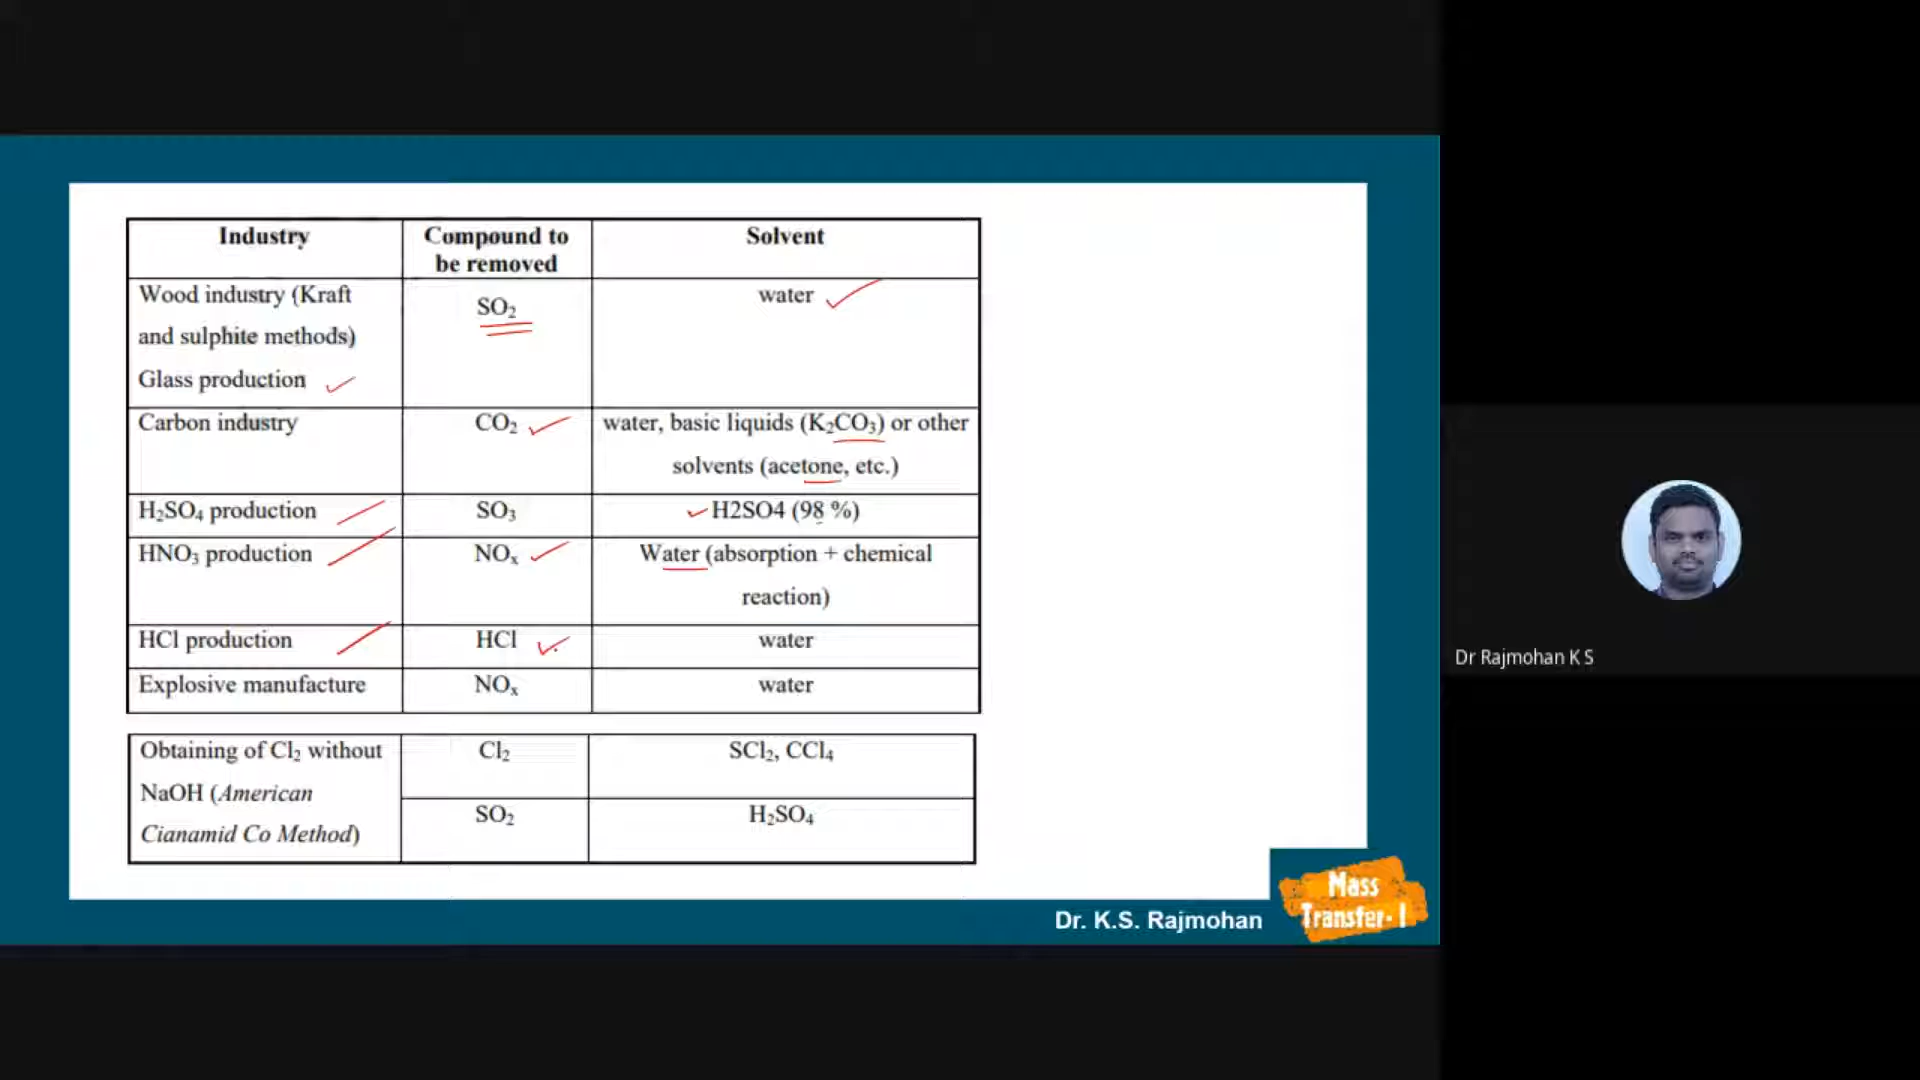 Industry
Compound to
be removed
Solvent
Wood industry (Kraft
and sulphite methods)
Glass production
SO₂
water
Carbon industry
CO₂
water, basic liquids (K₂CO₃) or other
solvents (acetone, etc.)
H₂SO₄ production
SO₃
H2SO4 (98 %)
HNO₃ production
NOₓ
Water (absorption + chemical
reaction)
HCl production
HCl
water
Explosive manufacture
NOₓ
water
Obtaining of Cl₂ without
NaOH (American
Cianamid Co Method)
Cl₂
SCl₂, CCl₄
SO₂
H₂SO₄
Dr. K.S. Rajmohan
Mass
Transfer- I
Dr Rajmohan K S